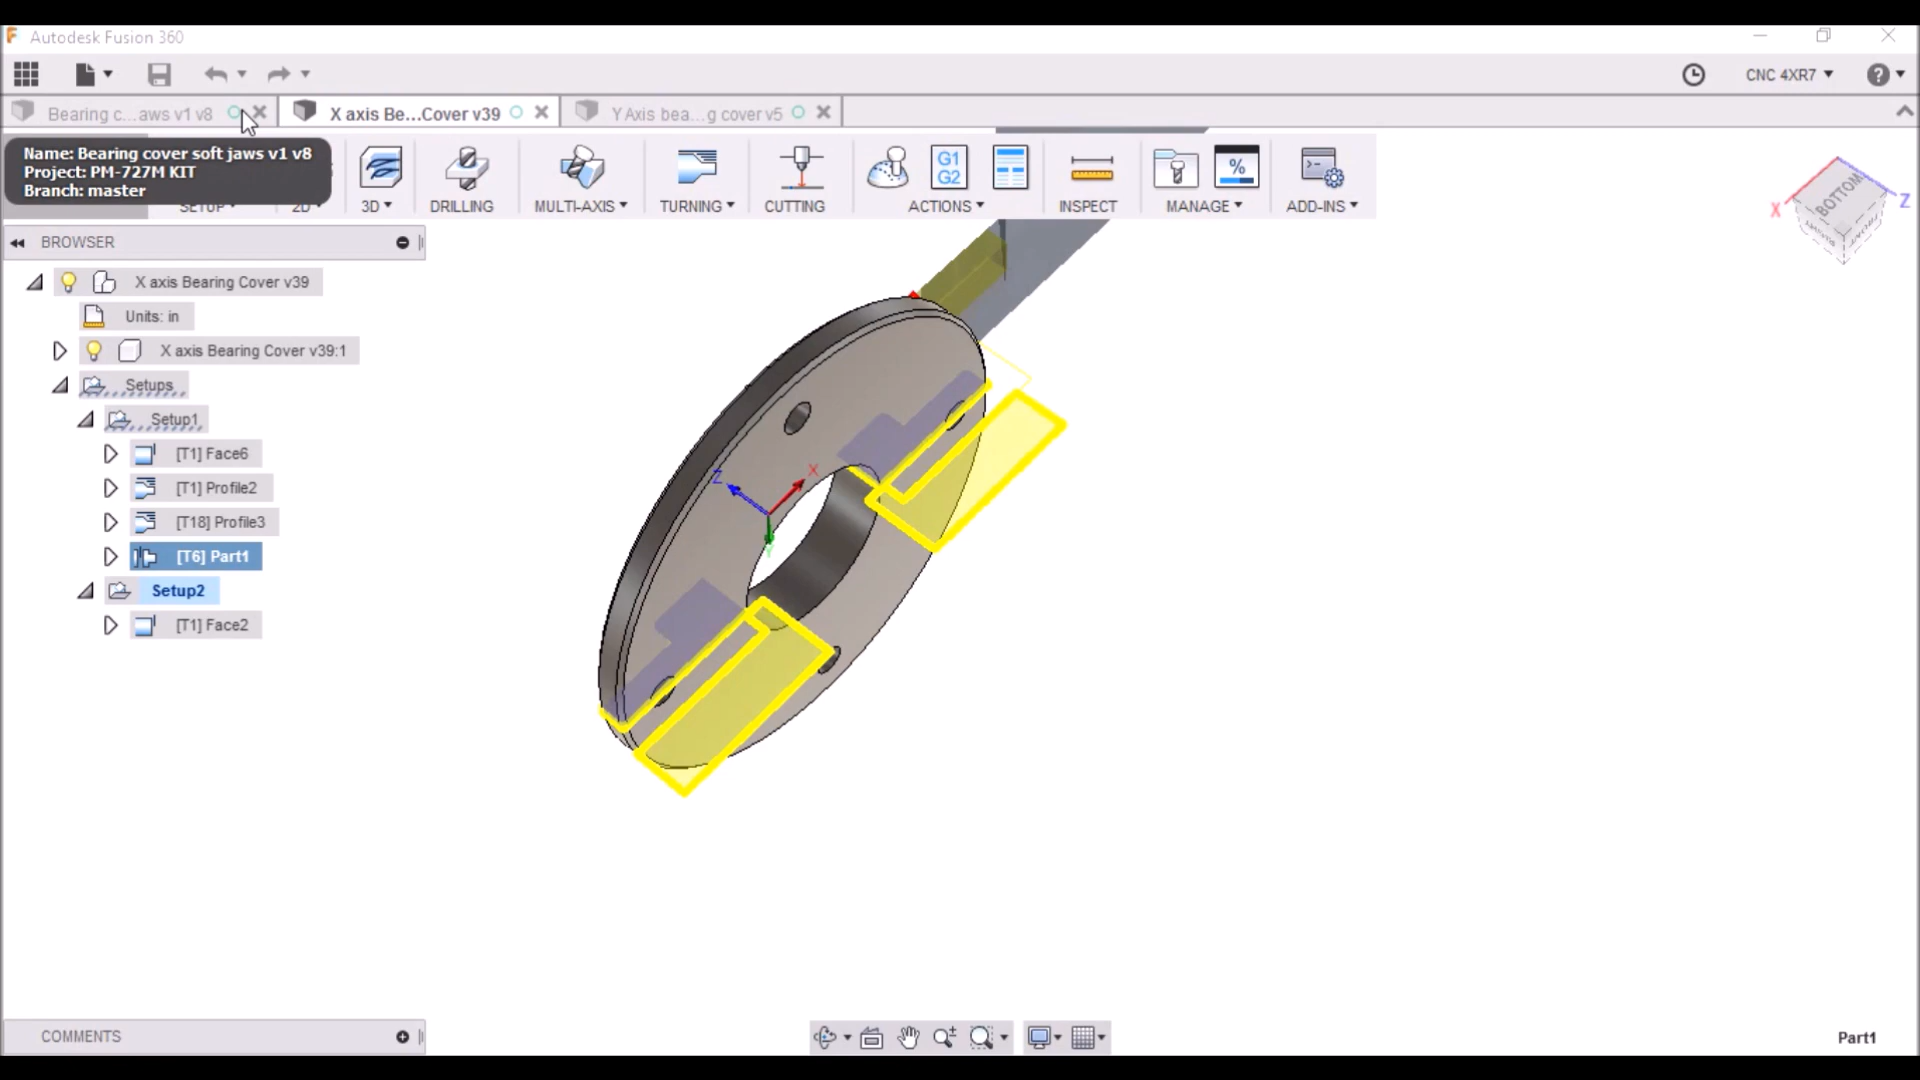 Autodesk Fusion 360
CNC 4XR7
Bearing c...aws v1 v8
X axis Be...Cover v39
Y Axis bea...g cover v5
Name: Bearing cover soft jaws v1 v8
Project: PM-727M KIT
Branch: master
G1
G2
%
SETUP
2D
3D
DRILLING
MULTI-AXIS
TURNING
CUTTING
ACTIONS
INSPECT
MANAGE
ADD-INS
BOTTOM
X
Z
BROWSER
X axis Bearing Cover v39
Units: in
X axis Bearing Cover v39:1
Setups
Setup1
[T1] Face6
[T1] Profile2
[T18] Profile3
[T6] Part1
Setup2
[T1] Face2
X
Z
Y
COMMENTS
Part1